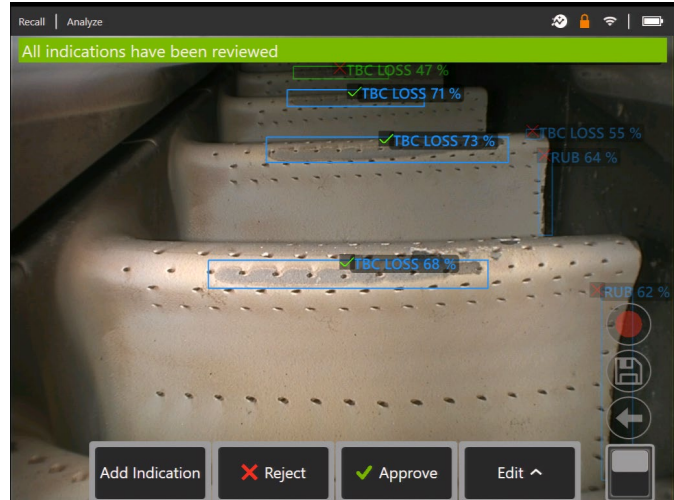 Recall | Analyze
All indications have been reviewed
TBC LOSS 47 %
TBC LOSS 71 %
TBC LOSS 73 %
TBC LOSS 55 %
RUB 64 %
TBC LOSS 68 %
RUB 62 %
Add Indication
Reject
Approve
Edit